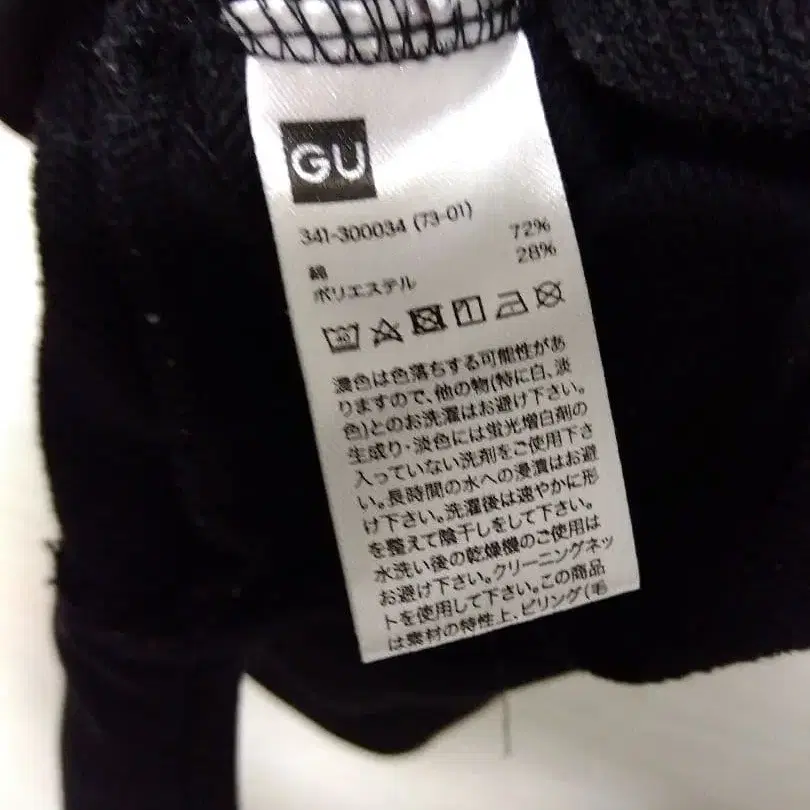 GU
341-300034 (73-01)
綿 72%
ポリエステル 28%
濃色は色落ちする可能性があ
りますので、他の物(特に白、淡
色)とのお洗濯はお避け下さい。
生成り・淡色には蛍光増白剤の
入っていない洗剤をご使用下さ
い。長時間の水への浸漬はお避
け下さい。洗濯後は速やかに形
を整えて陰干しをして下さい。
水洗い後の乾燥機のご使用は
お避け下さい。クリーニングネッ
トを使用して下さい。この商品
は素材の特性上、ピリング(毛